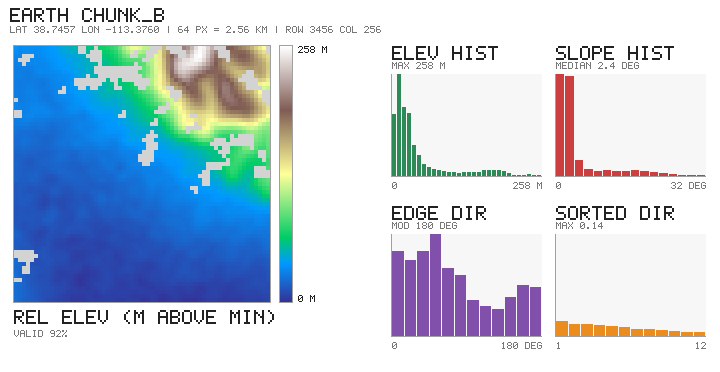 EARTH CHUNK_B
LAT 38.7457 LON -113.3760 | 64 PX = 2.56 KM | ROW 3456 COL 256
258 M
0 M
REL ELEV (M ABOVE MIN)
VALID 92%
ELEV HIST
MAX 258 M
0 258 M
SLOPE HIST
MEDIAN 2.4 DEG
0 32 DEG
EDGE DIR
MOD 180 DEG
0 180 DEG
SORTED DIR
MAX 0.14
1 12